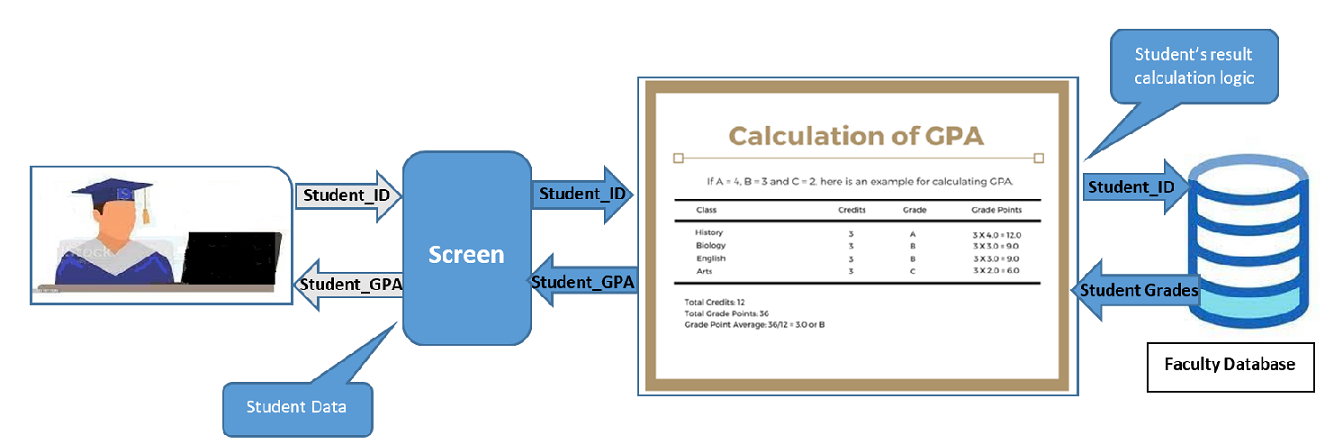 Student's result
calculation logic
Student_ID
Student_GPA
Screen
Student Data
Student_ID
Student_GPA
Calculation of GPA
If A = 4, B = 3 and C = 2, here is an example for calculating GPA.
Class Credits Grade Grade Points
History 3 A 3 X 4.0 = 12.0
Biology 3 B 3 X 3.0 = 9.0
English 3 B 3 X 3.0 = 9.0
Arts 3 C 3 X 2.0 = 6.0
Total Credits: 12
Total Grade Points: 36
Grade Point Average: 36/12 = 3.0 or B
Student_ID
Student Grades
Faculty Database